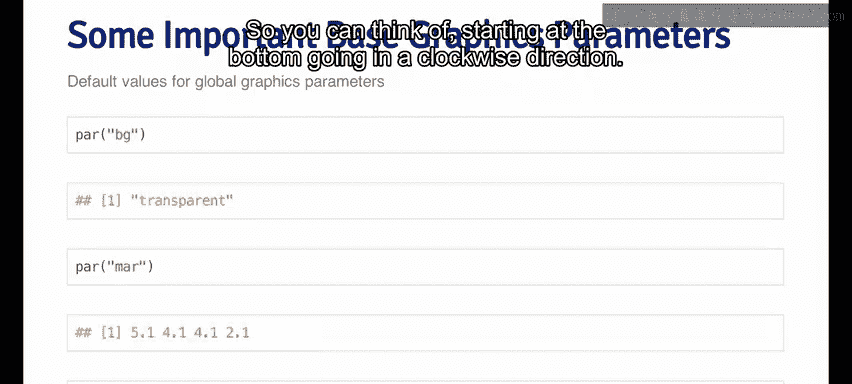 Some Important Base Graphics Parameters
So you can think of, starting at the
bottom going in a clockwise direction.
Default values for global graphics parameters
par("bg")
## [1] "transparent"
par("mar")
## [1] 5.1 4.1 4.1 2.1